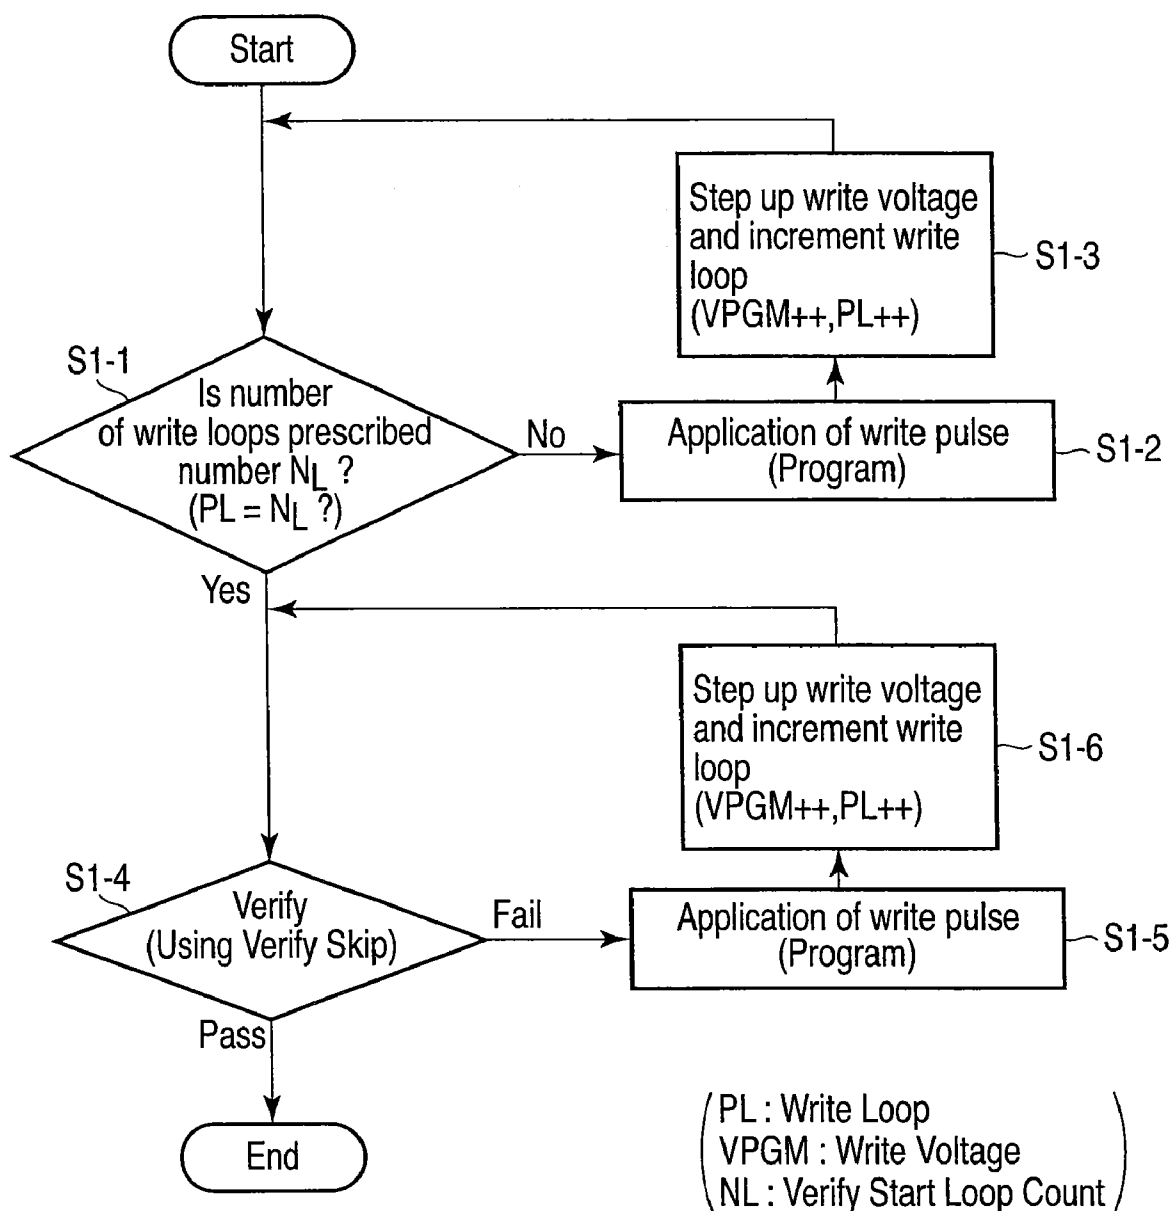 Start
Step up write voltage
and increment write
loop
(VPGM++,PL++)
S1-3
S1-1
Is number
of write loops prescribed
number NL ?
(PL = NL ?)
No
Application of write pulse
(Program)
S1-2
Yes
Step up write voltage
and increment write
loop
(VPGM++,PL++)
S1-6
S1-4
Verify
(Using Verify Skip)
Fail
Application of write pulse
(Program)
S1-5
Pass
End
PL : Write Loop
VPGM : Write Voltage
NL : Verify Start Loop Count